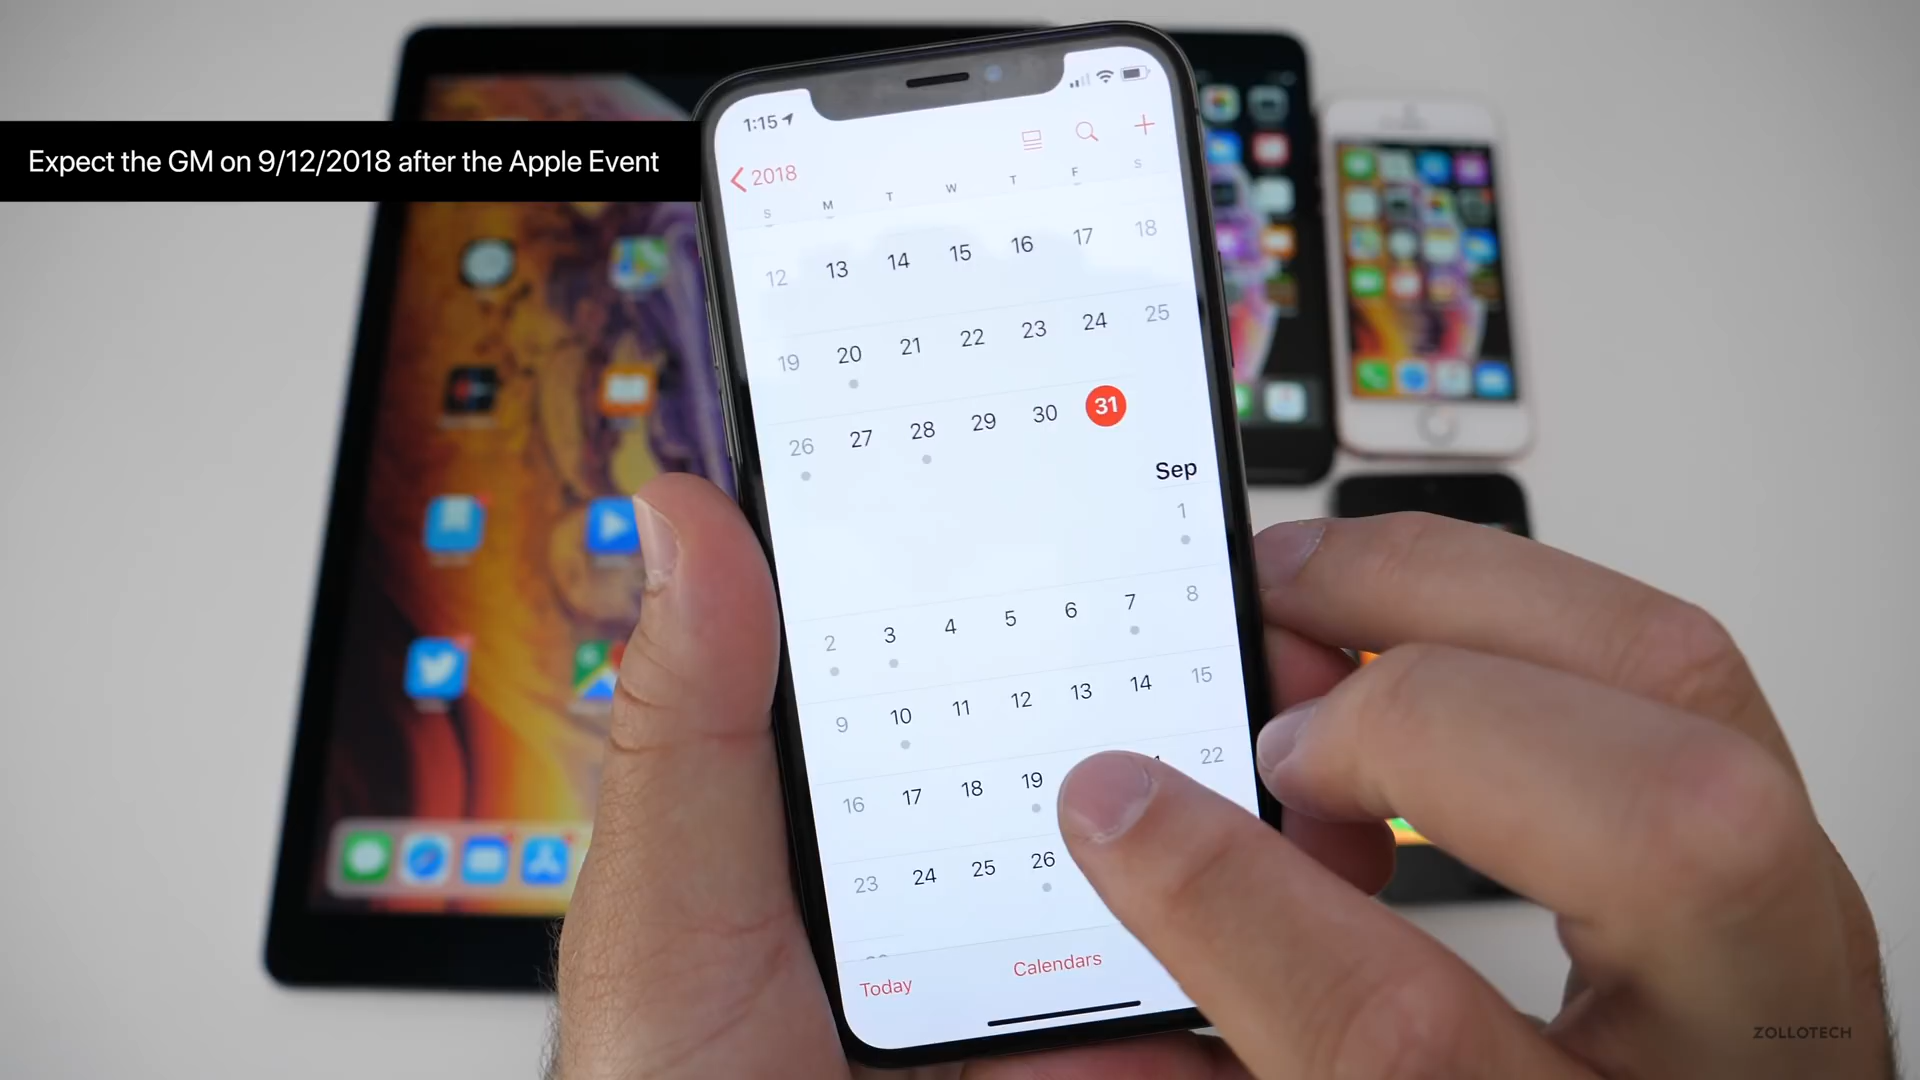 Expect the GM on 9/12/2018 after the Apple Event
1:15
2018
S M T W T F S
12 13 14 15 16 17 18
19 20 21 22 23 24 25
26 27 28 29 30 31
Sep
1
2 3 4 5 6 7 8
9 10 11 12 13 14 15
16 17 18 19 22
23 24 25 26
Today Calendars
ZOLLOTECH